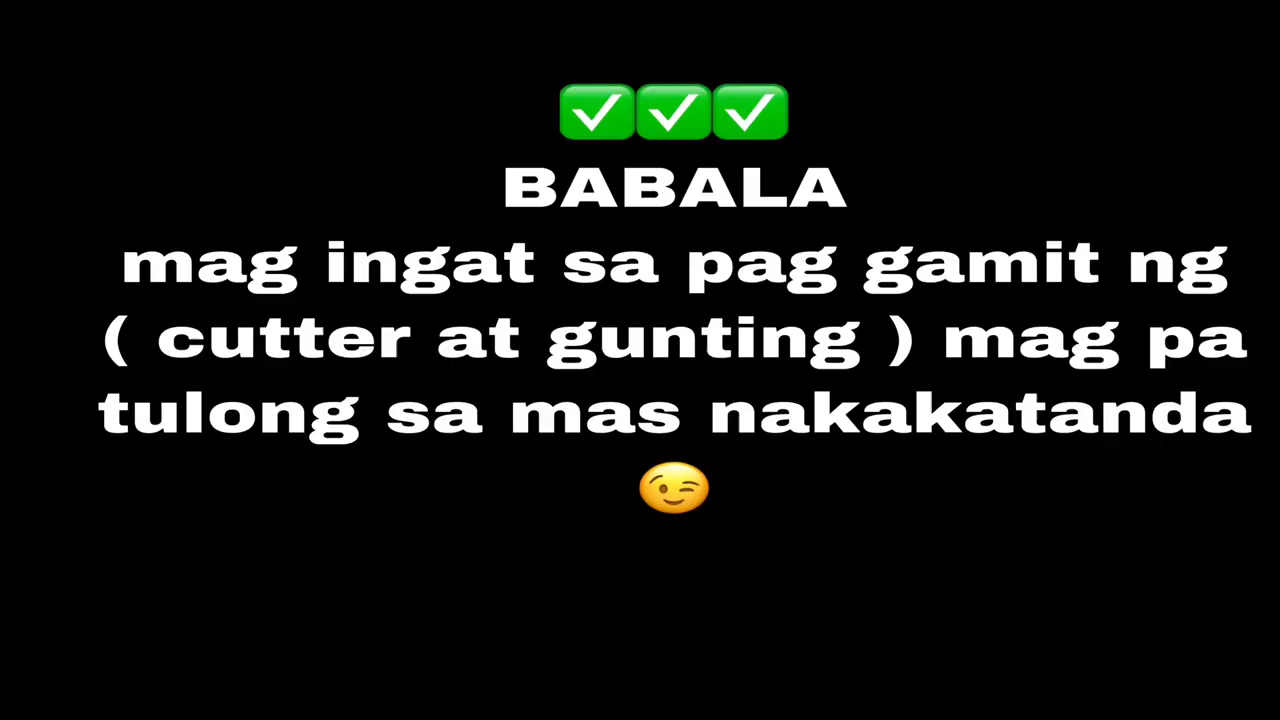 ✅✅✅
BABALA
mag ingat sa pag gamit ng
( cutter at gunting ) mag pa
tulong sa mas nakakatanda
😉